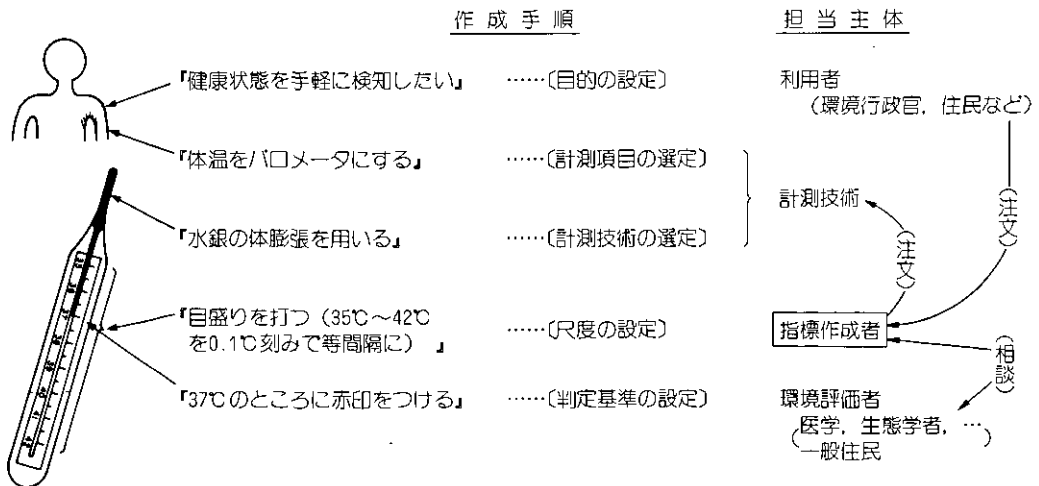 作成手順 担当主体
『健康状態を手軽に検知したい』 ……〔目的の設定〕 利用者
(環境行政官,住民など)
『体温をバロメータにする』 ……〔計測項目の選定〕
計測技術
『水銀の体膨張を用いる』 ……〔計測技術の選定〕
(注文)
(注文)
『目盛りを打つ(35℃~42℃
を0.1℃刻みで等間隔に)』 ……〔尺度の設定〕 指標作成者
(相談)
『37℃のところに赤印をつける』 ……〔判定基準の設定〕 環境評価者
(医学,生態学者,…
一般住民)